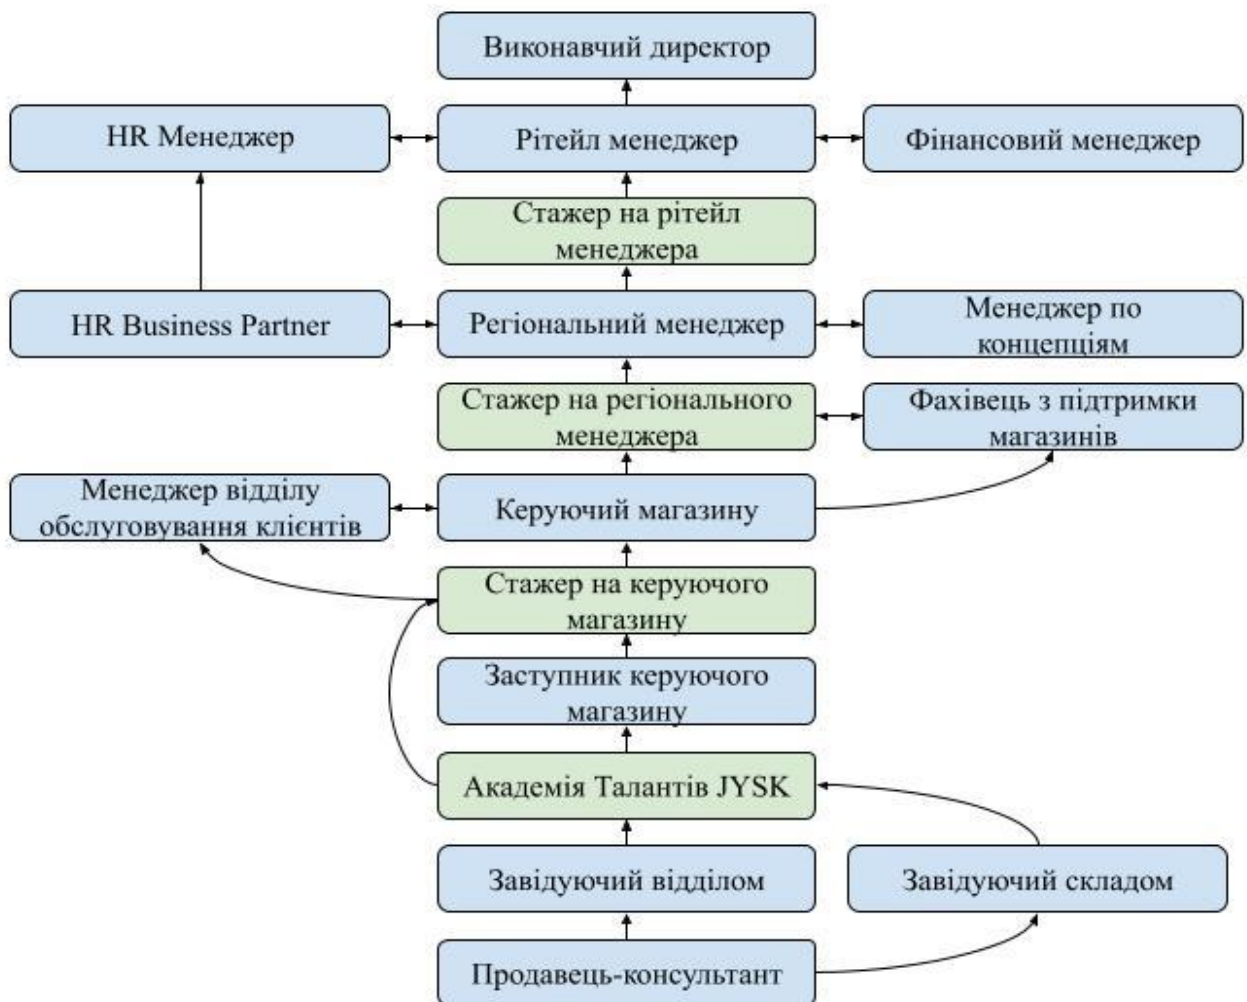 Виконавчий директор
HR Менеджер
Рітейл менеджер
Фінансовий менеджер
Стажер на рітейл
менеджера
HR Business Partner
Регіональний менеджер
Менеджер по
концепціям
Стажер на регіонального
менеджера
Фахівець з підтримки
магазинів
Менеджер відділу
обслуговування клієнтів
Керуючий магазину
Стажер на керуючого
магазину
Заступник керуючого
магазину
Академія Талантів JYSK
Завідуючий відділом
Завідуючий складом
Продавець-консультант